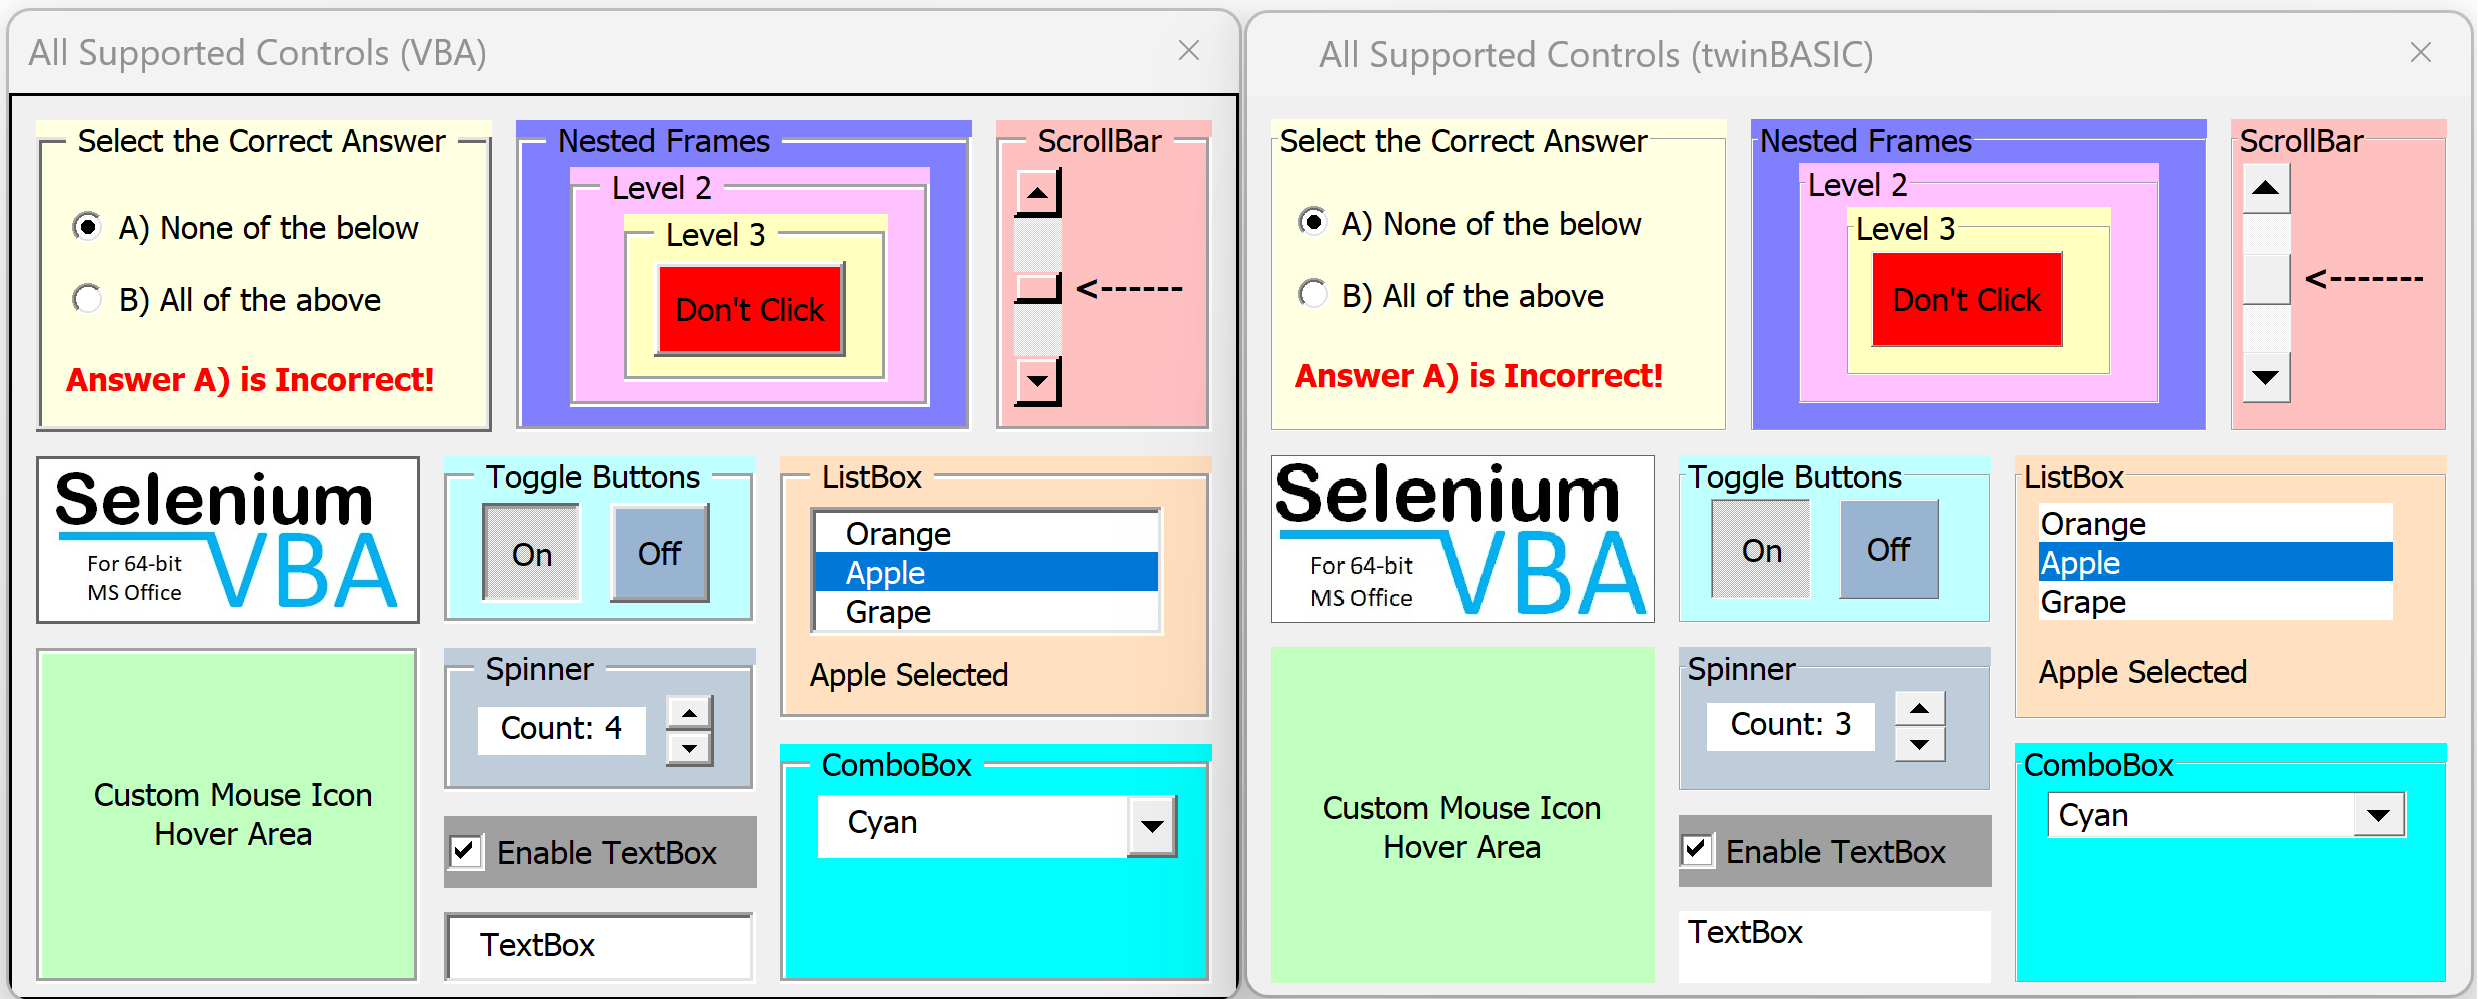 All Supported Controls (VBA)
Select the Correct Answer
A) None of the below
B) All of the above
Answer A) is Incorrect!
Nested Frames
Level 2
Level 3
Don't Click
ScrollBar
<------
Selenium
VBA
For 64-bit
MS Office
Toggle Buttons
On
Off
ListBox
Orange
Apple
Grape
Apple Selected
Custom Mouse Icon
Hover Area
Spinner
Count: 4
Enable TextBox
TextBox
ComboBox
Cyan
All Supported Controls (twinBASIC)
Select the Correct Answer
A) None of the below
B) All of the above
Answer A) is Incorrect!
Nested Frames
Level 2
Level 3
Don't Click
ScrollBar
<-------
Selenium
VBA
For 64-bit
MS Office
Toggle Buttons
On
Off
ListBox
Orange
Apple
Grape
Apple Selected
Custom Mouse Icon
Hover Area
Spinner
Count: 3
Enable TextBox
TextBox
ComboBox
Cyan